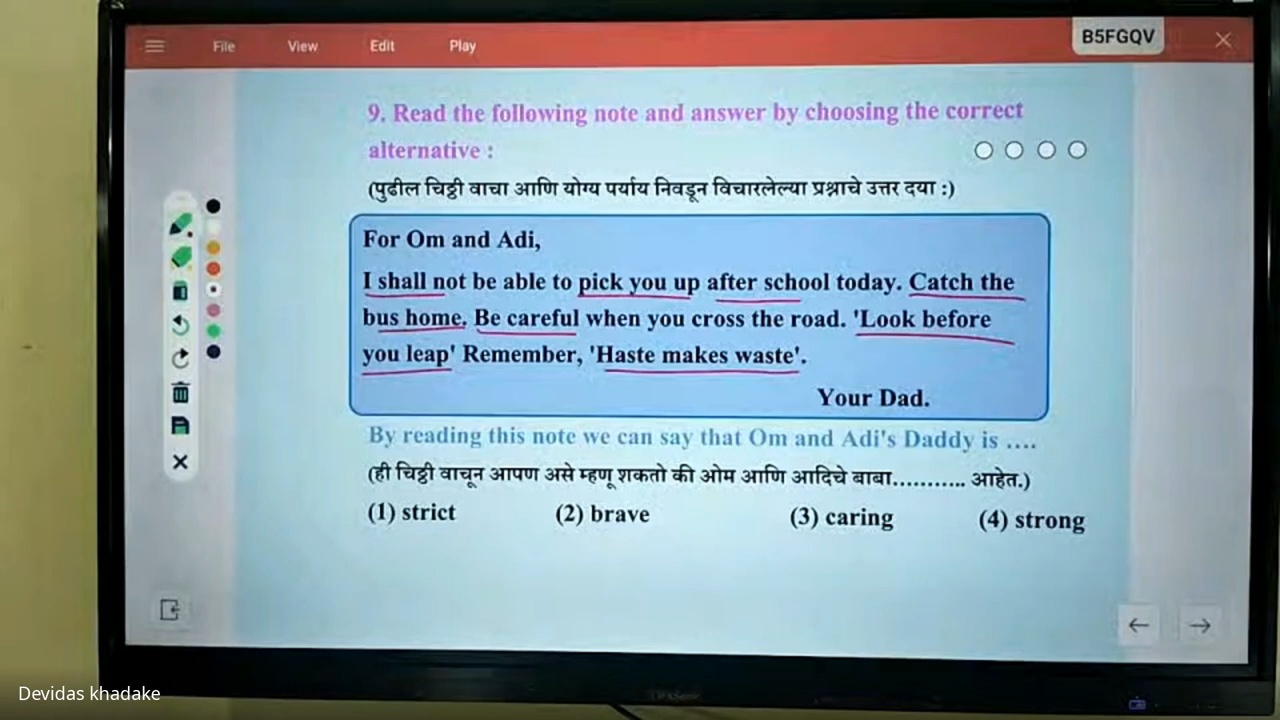 File View Edit Play B5FGQV
9. Read the following note and answer by choosing the correct
alternative :
(पुढील चिठ्ठी वाचा आणि योग्य पर्याय निवडून विचारलेल्या प्रश्नाचे उत्तर दया :)
For Om and Adi,
I shall not be able to pick you up after school today. Catch the
bus home. Be careful when you cross the road. 'Look before
you leap' Remember, 'Haste makes waste'.
Your Dad.
By reading this note we can say that Om and Adi's Daddy is ....
(ही चिठ्ठी वाचून आपण असे म्हणू शकतो की ओम आणि आदिचे बाबा........... आहेत.)
(1) strict (2) brave (3) caring (4) strong
Devidas khadake